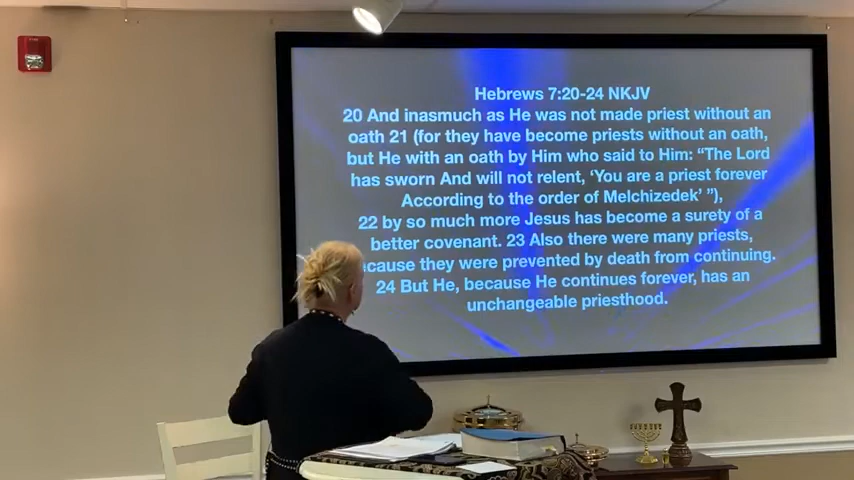 Hebrews 7:20-24 NKJV
20 And inasmuch as He was not made priest without an
oath 21 (for they have become priests without an oath,
but He with an oath by Him who said to Him: “The Lord
has sworn And will not relent, ‘You are a priest forever
According to the order of Melchizedek’ ”),
22 by so much more Jesus has become a surety of a
better covenant. 23 Also there were many priests,
cause they were prevented by death from continuing.
24 But He, because He continues forever, has an
unchangeable priesthood.